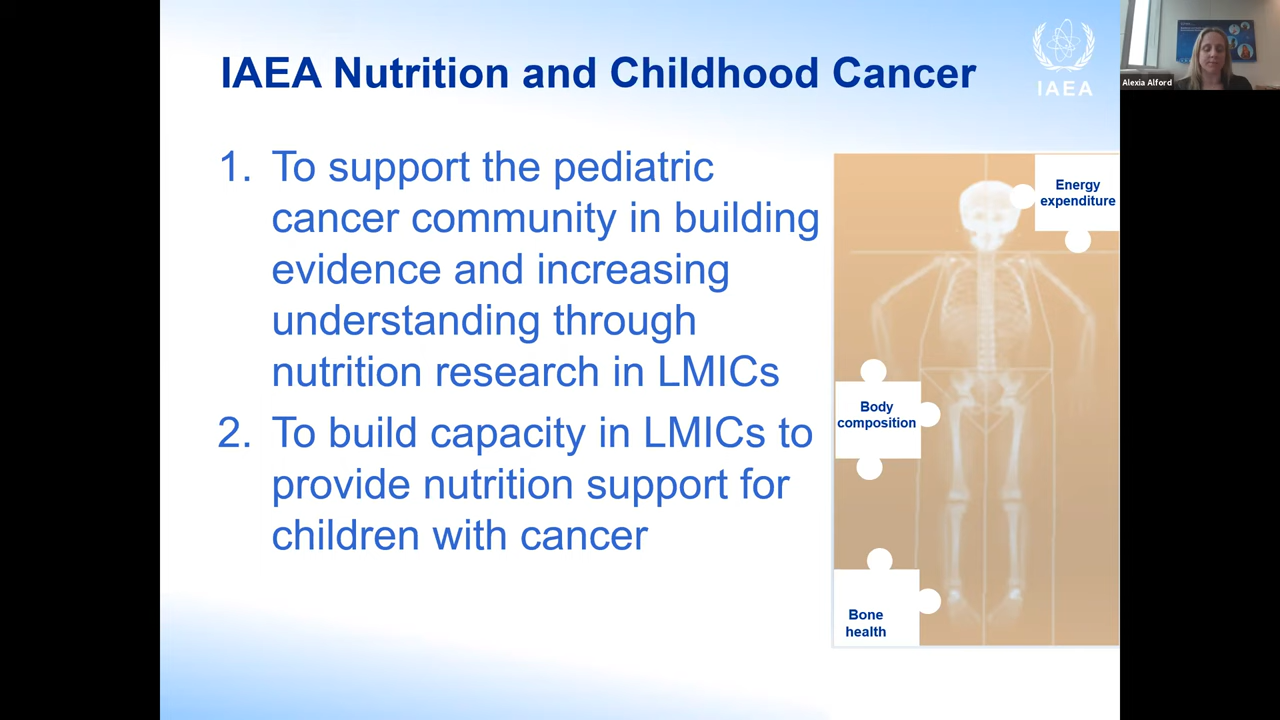 IAEA Nutrition and Childhood Cancer
IAEA
Alexia Alford
1. To support the pediatric
cancer community in building
evidence and increasing
understanding through
nutrition research in LMICs
2. To build capacity in LMICs to
provide nutrition support for
children with cancer
Energy
expenditure
Body
composition
Bone
health